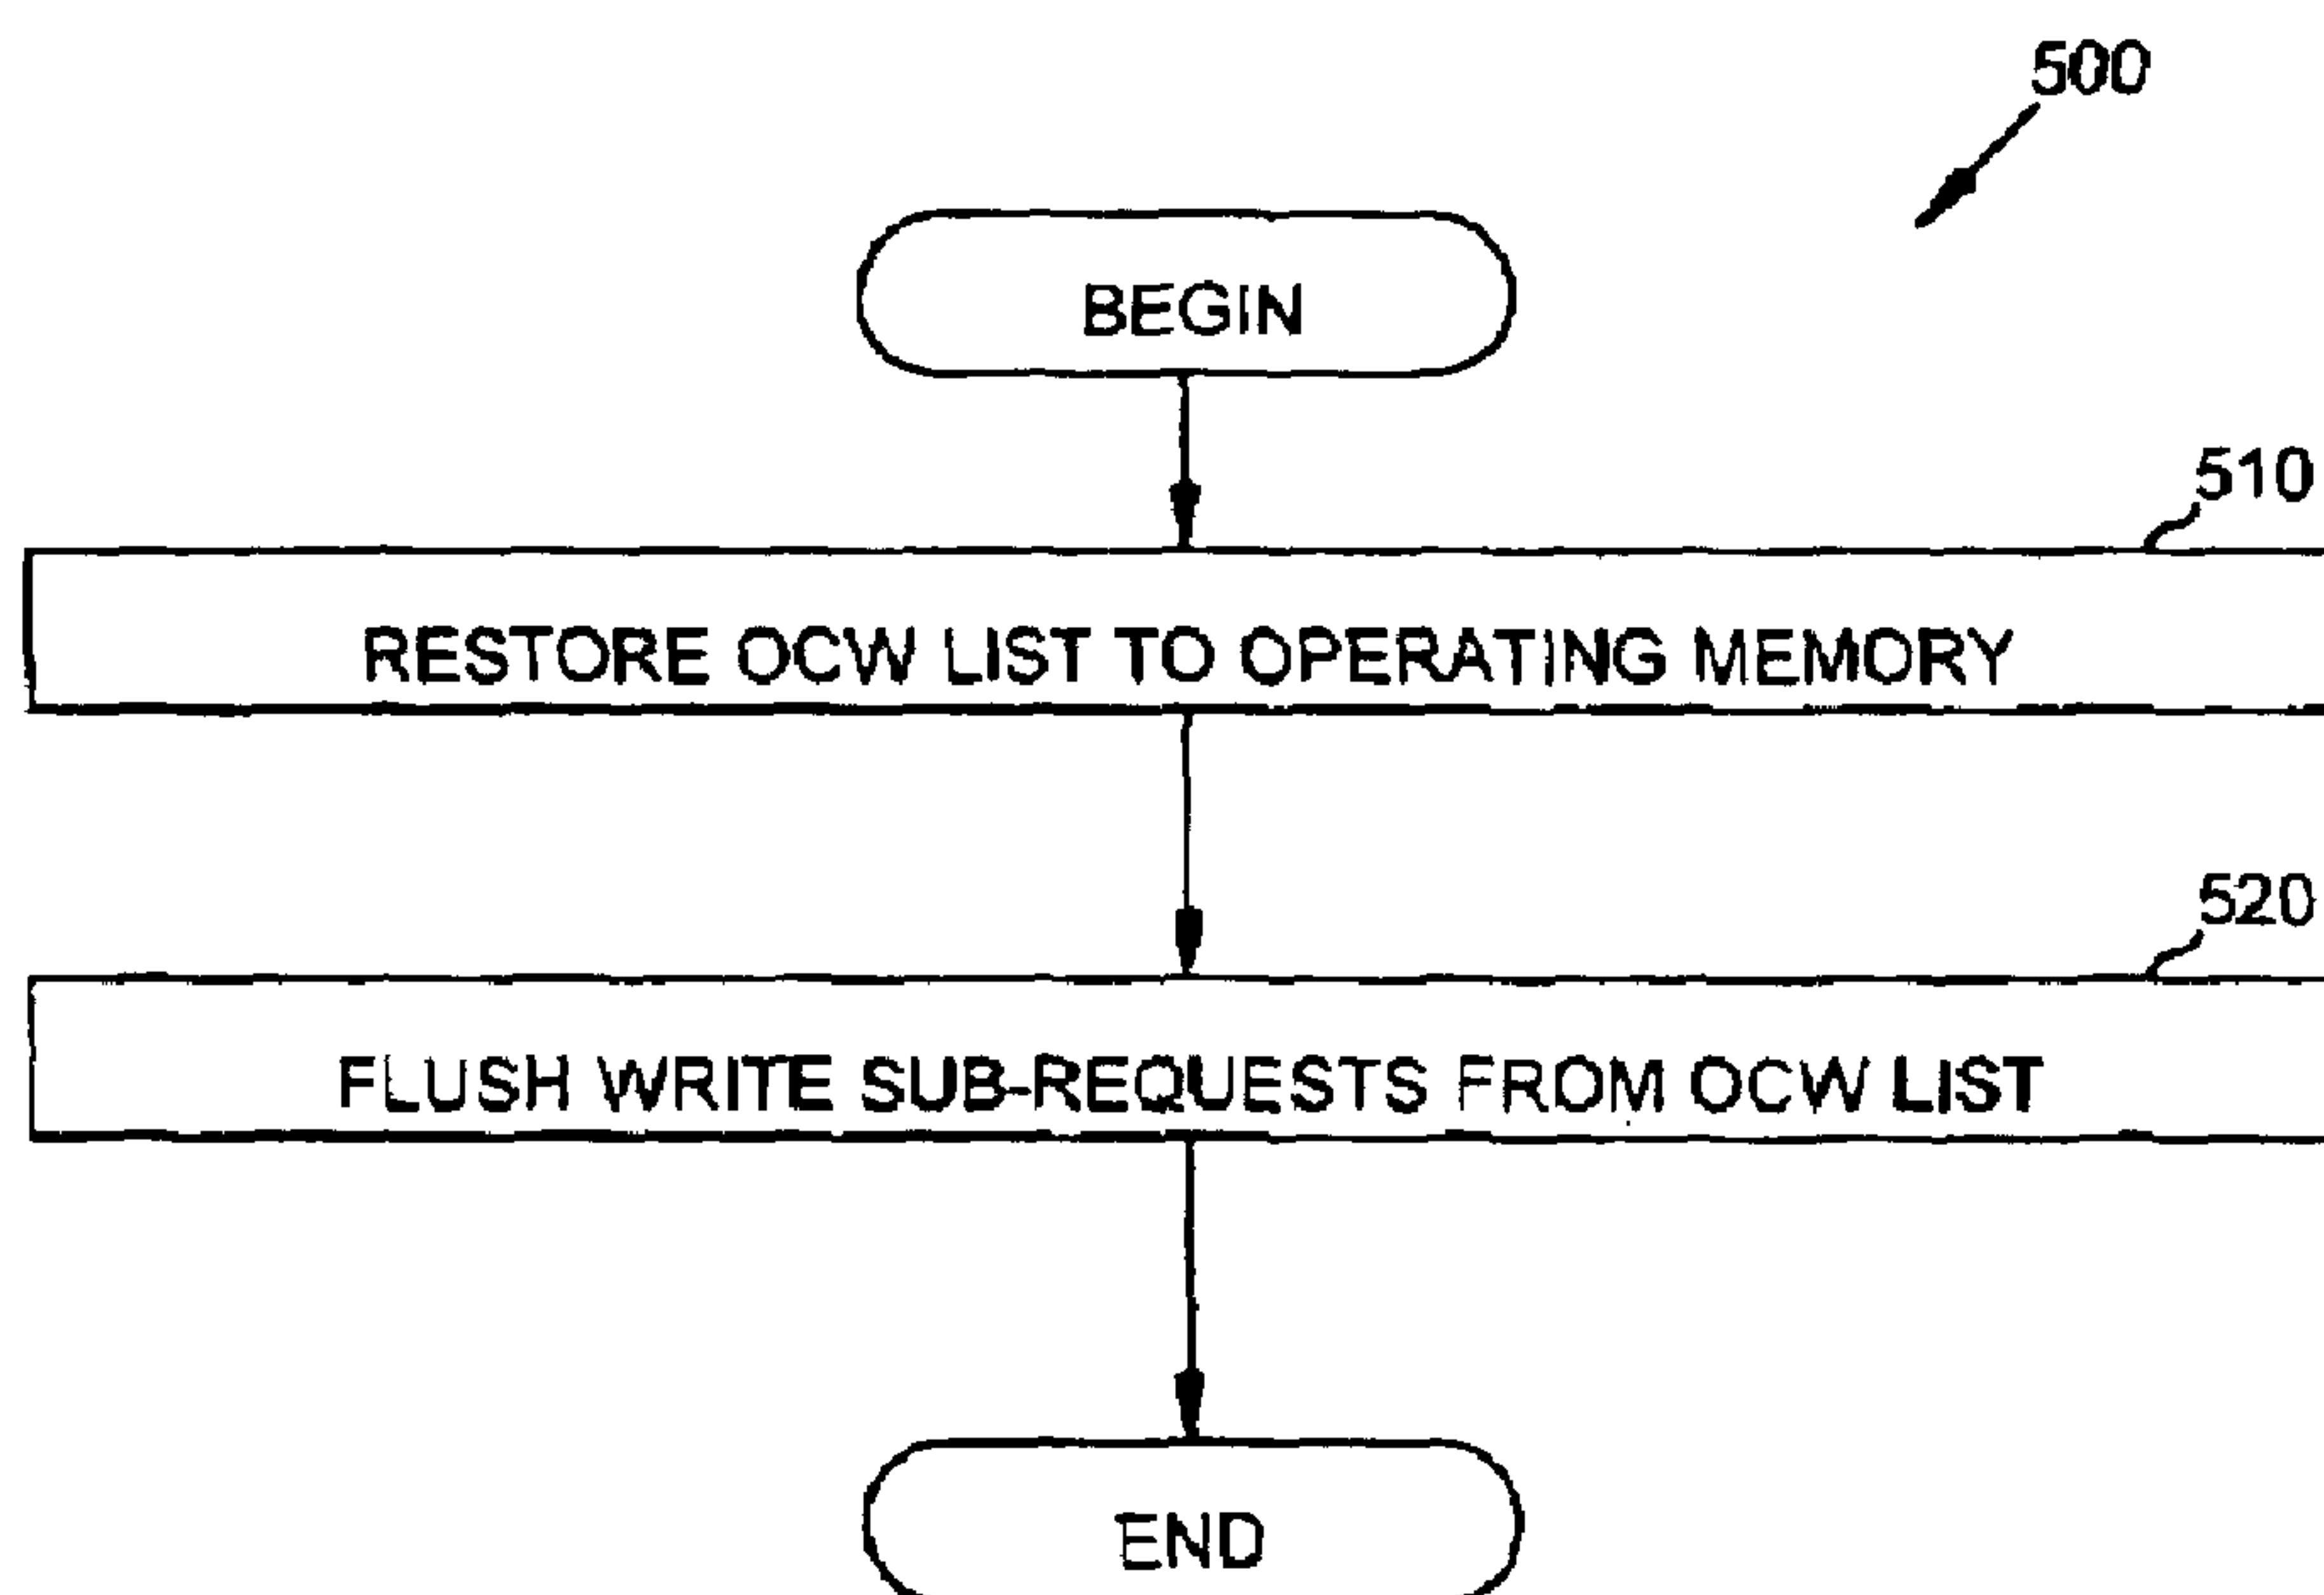 500
BEGIN
510
RESTORE OCW LIST TO OPERATING MEMORY
520
FLUSH WRITE SUB-REQUESTS FROM OCW LIST
END